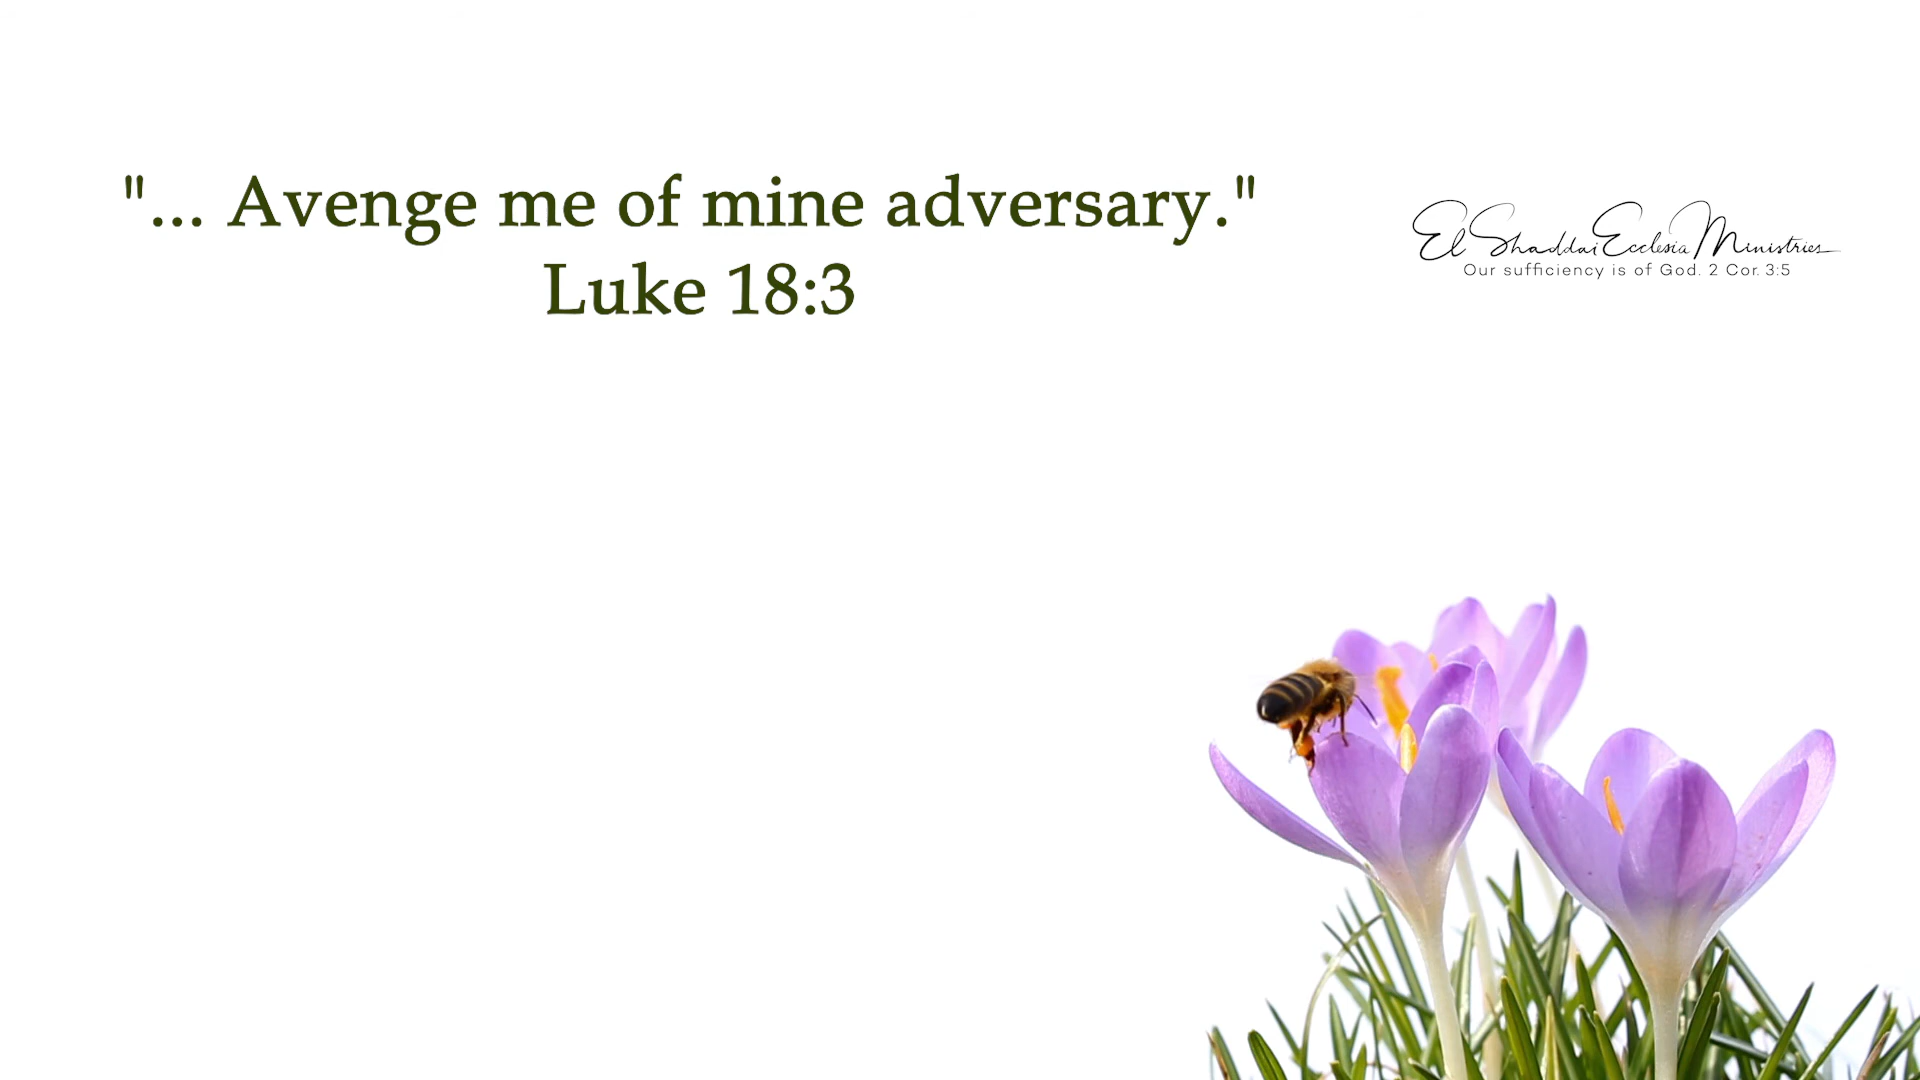 "... Avenge me of mine adversary."
Luke 18:3
El Shaddai Ecclesia Ministries
Our sufficiency is of God. 2 Cor. 3:5